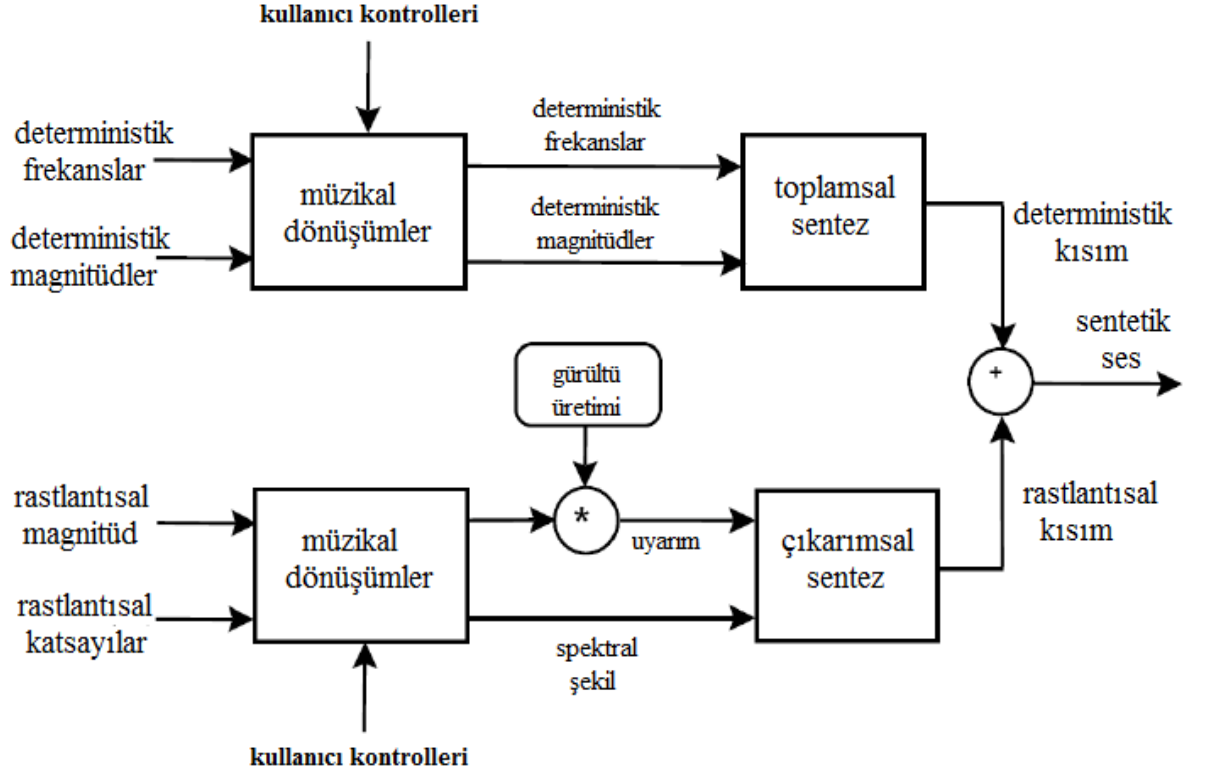 kullanıcı kontrolleri
deterministik
frekanslar
deterministik
magnitüdler
müzikal
dönüşümler
deterministik
frekanslar
deterministik
magnitüdler
toplamsal
sentez
deterministik
kısım
+
sentetik
ses
gürültü
üretimi
rastlantısal
magnitüd
rastlantısal
katsayılar
müzikal
dönüşümler
*
uyarım
spektral
şekil
çıkarımsal
sentez
rastlantısal
kısım
kullanıcı kontrolleri